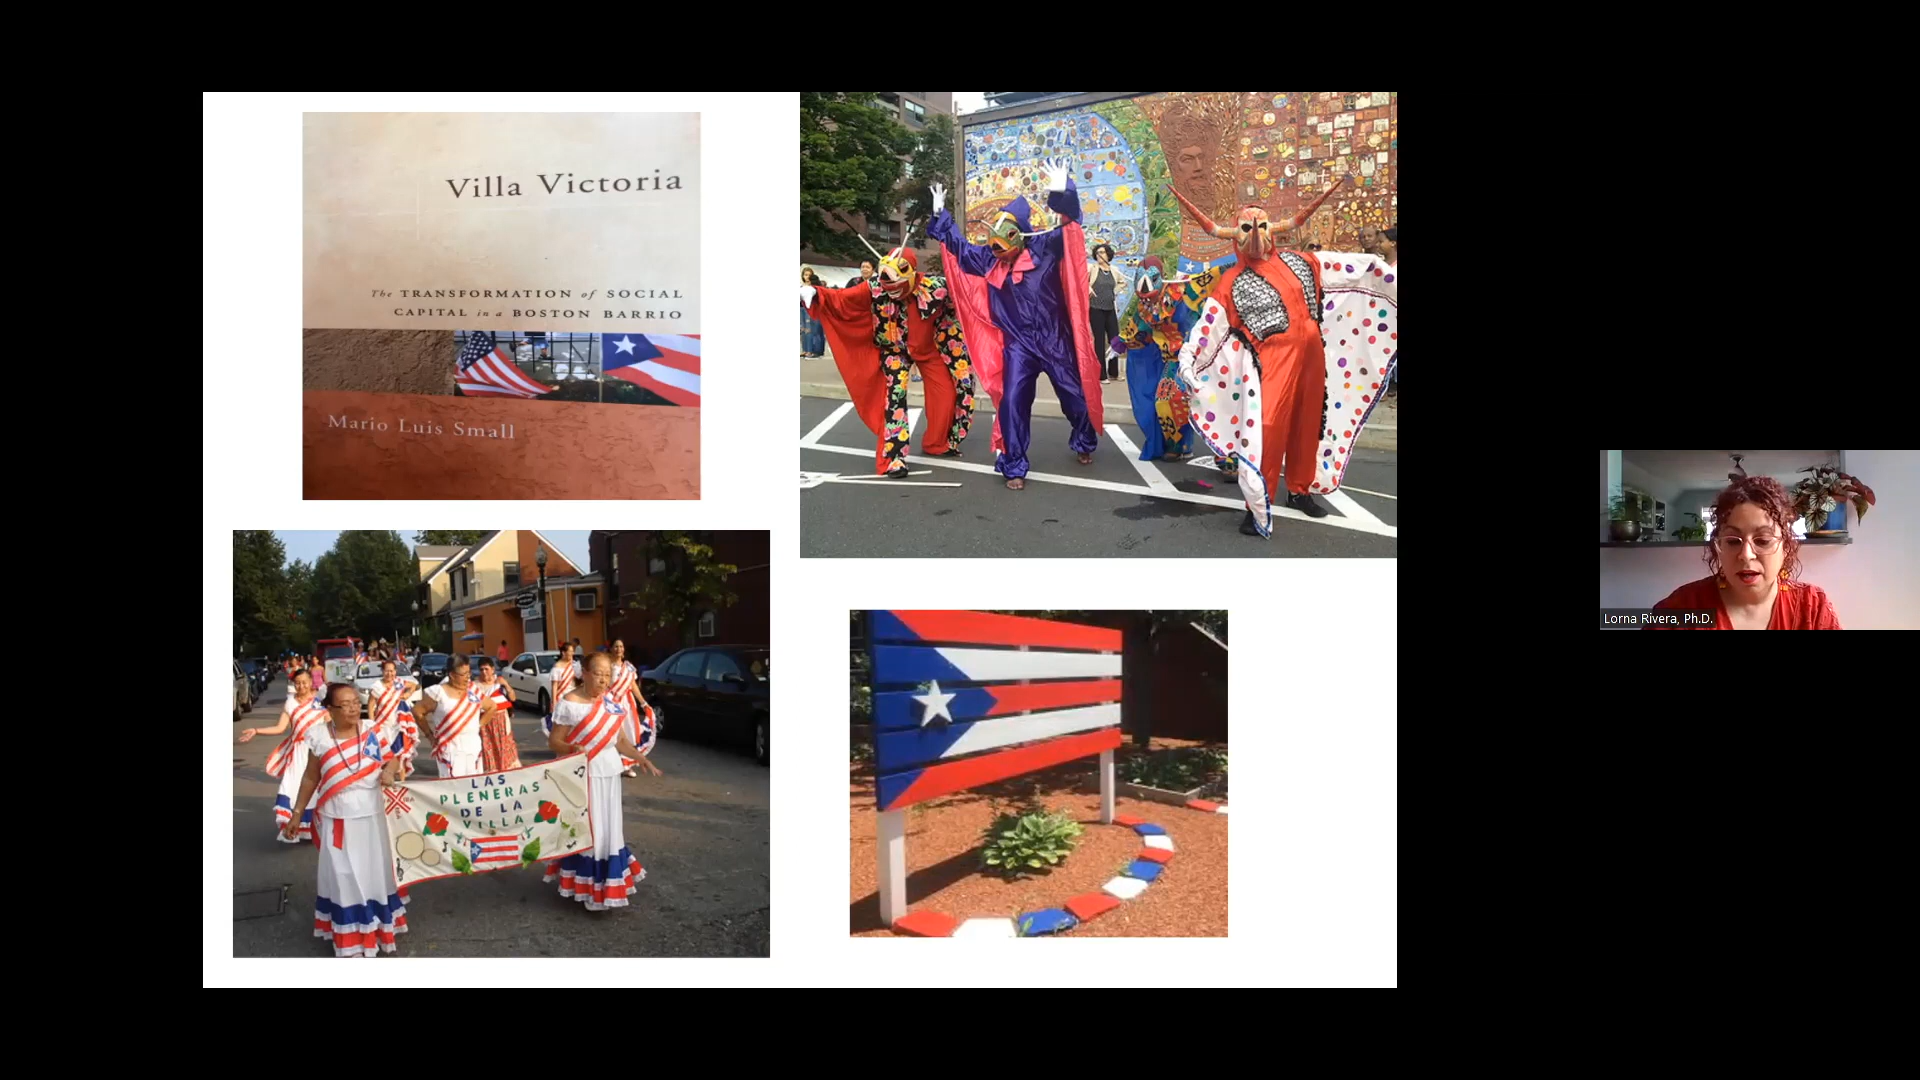 Villa Victoria
The TRANSFORMATION of SOCIAL
CAPITAL in a BOSTON BARRIO
Mario Luis Small
LAS
PLENERAS
DE LA
VILLA
Lorna Rivera, Ph.D.